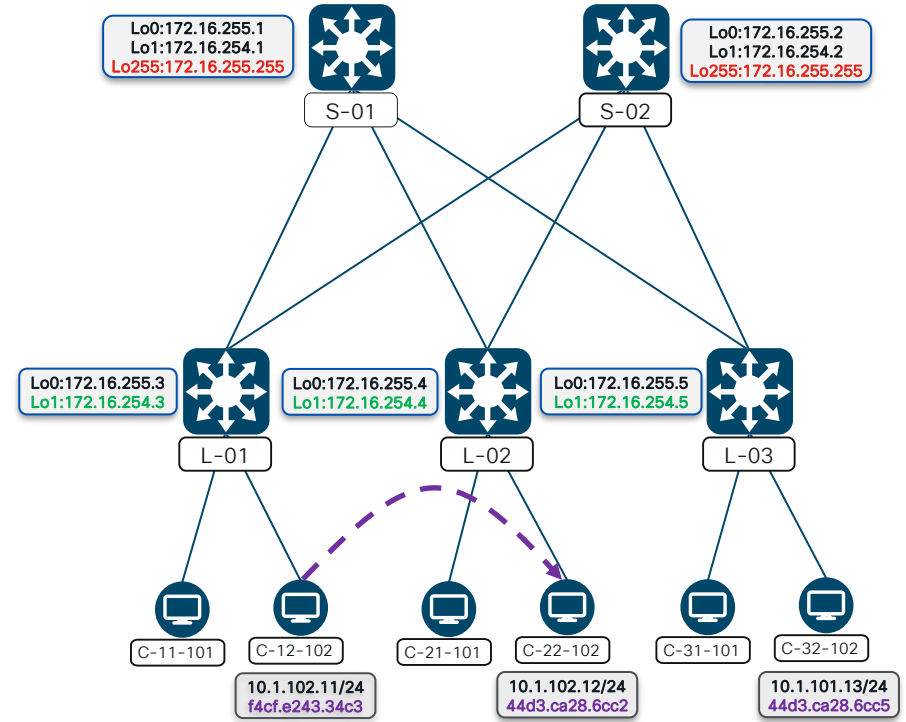 Lo0:172.16.255.1
Lo1:172.16.254.1
Lo255:172.16.255.255
Lo0:172.16.255.2
Lo1:172.16.254.2
Lo255:172.16.255.255
S-01
S-02
Lo0:172.16.255.3
Lo1:172.16.254.3
Lo0:172.16.255.4
Lo1:172.16.254.4
Lo0:172.16.255.5
Lo1:172.16.254.5
L-01
L-02
L-03
C-11-101
C-12-102
C-21-101
C-22-102
C-31-101
C-32-102
10.1.102.11/24
f4cf.e243.34c3
10.1.102.12/24
44d3.ca28.6cc2
10.1.101.13/24
44d3.ca28.6cc5